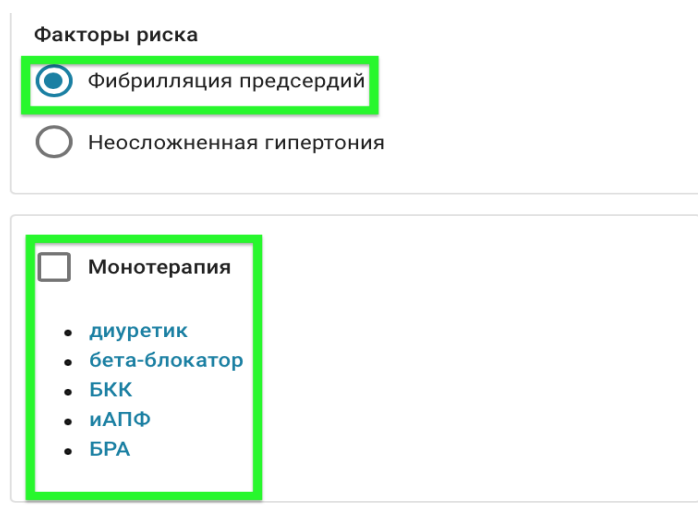 Факторы риска
Фибрилляция предсердий
Неосложненная гипертония
Монотерапия
диуретик
бета-блокатор
БКК
иАПФ
БРА